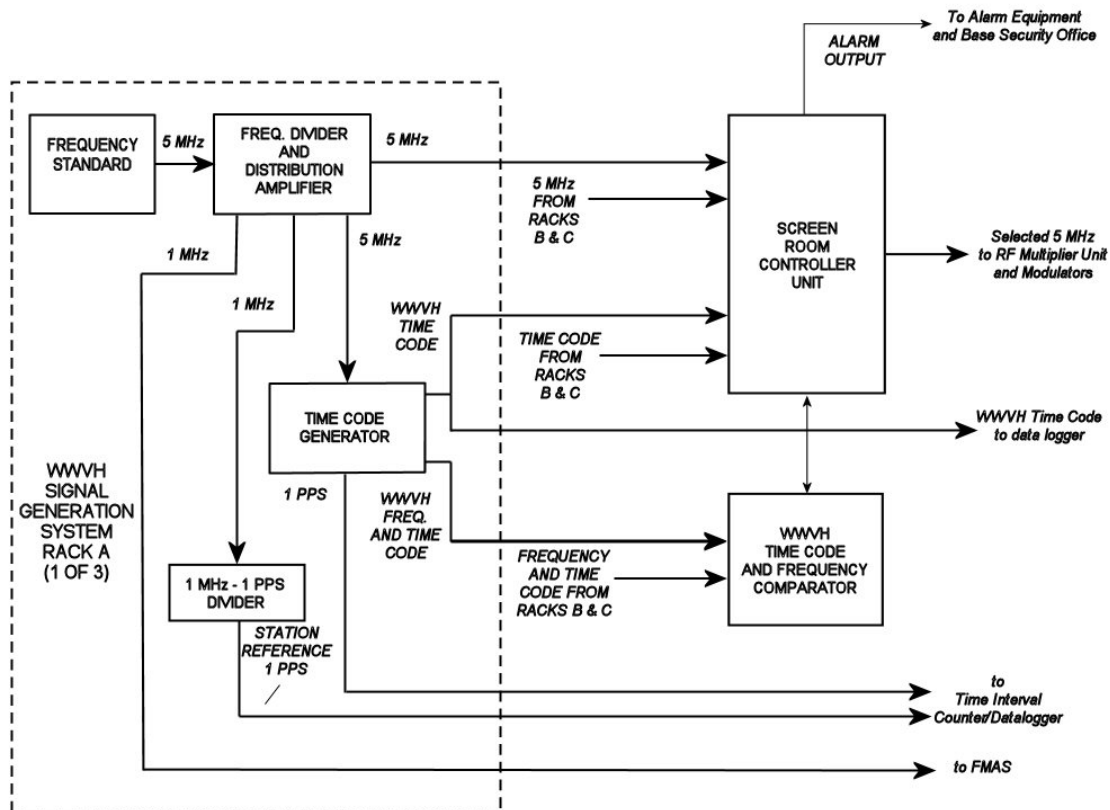 To Alarm Equipment
and Base Security Office
ALARM
OUTPUT
FREQUENCY
STANDARD
5 MHz
FREQ. DIVIDER
AND
DISTRIBUTION
AMPLIFIER
5 MHz
5 MHz
FROM
RACKS
B & C
SCREEN
ROOM
CONTROLLER
UNIT
Selected 5 MHz
to RF Multiplier Unit
and Modulators
1 MHz
1 MHz
5 MHz
WWVH
TIME
CODE
TIME CODE
FROM
RACKS
B & C
TIME CODE
GENERATOR
WWVH Time Code
to data logger
WWVH
SIGNAL
GENERATION
SYSTEM
RACK A
(1 OF 3)
1 PPS
WWVH
FREQ.
AND TIME
CODE
FREQUENCY
AND TIME
CODE FROM
RACKS B & C
WWVH
TIME CODE
AND FREQUENCY
COMPARATOR
1 MHz - 1 PPS
DIVIDER
STATION
REFERENCE
1 PPS
to
Time Interval
Counter/Datalogger
to FMAS